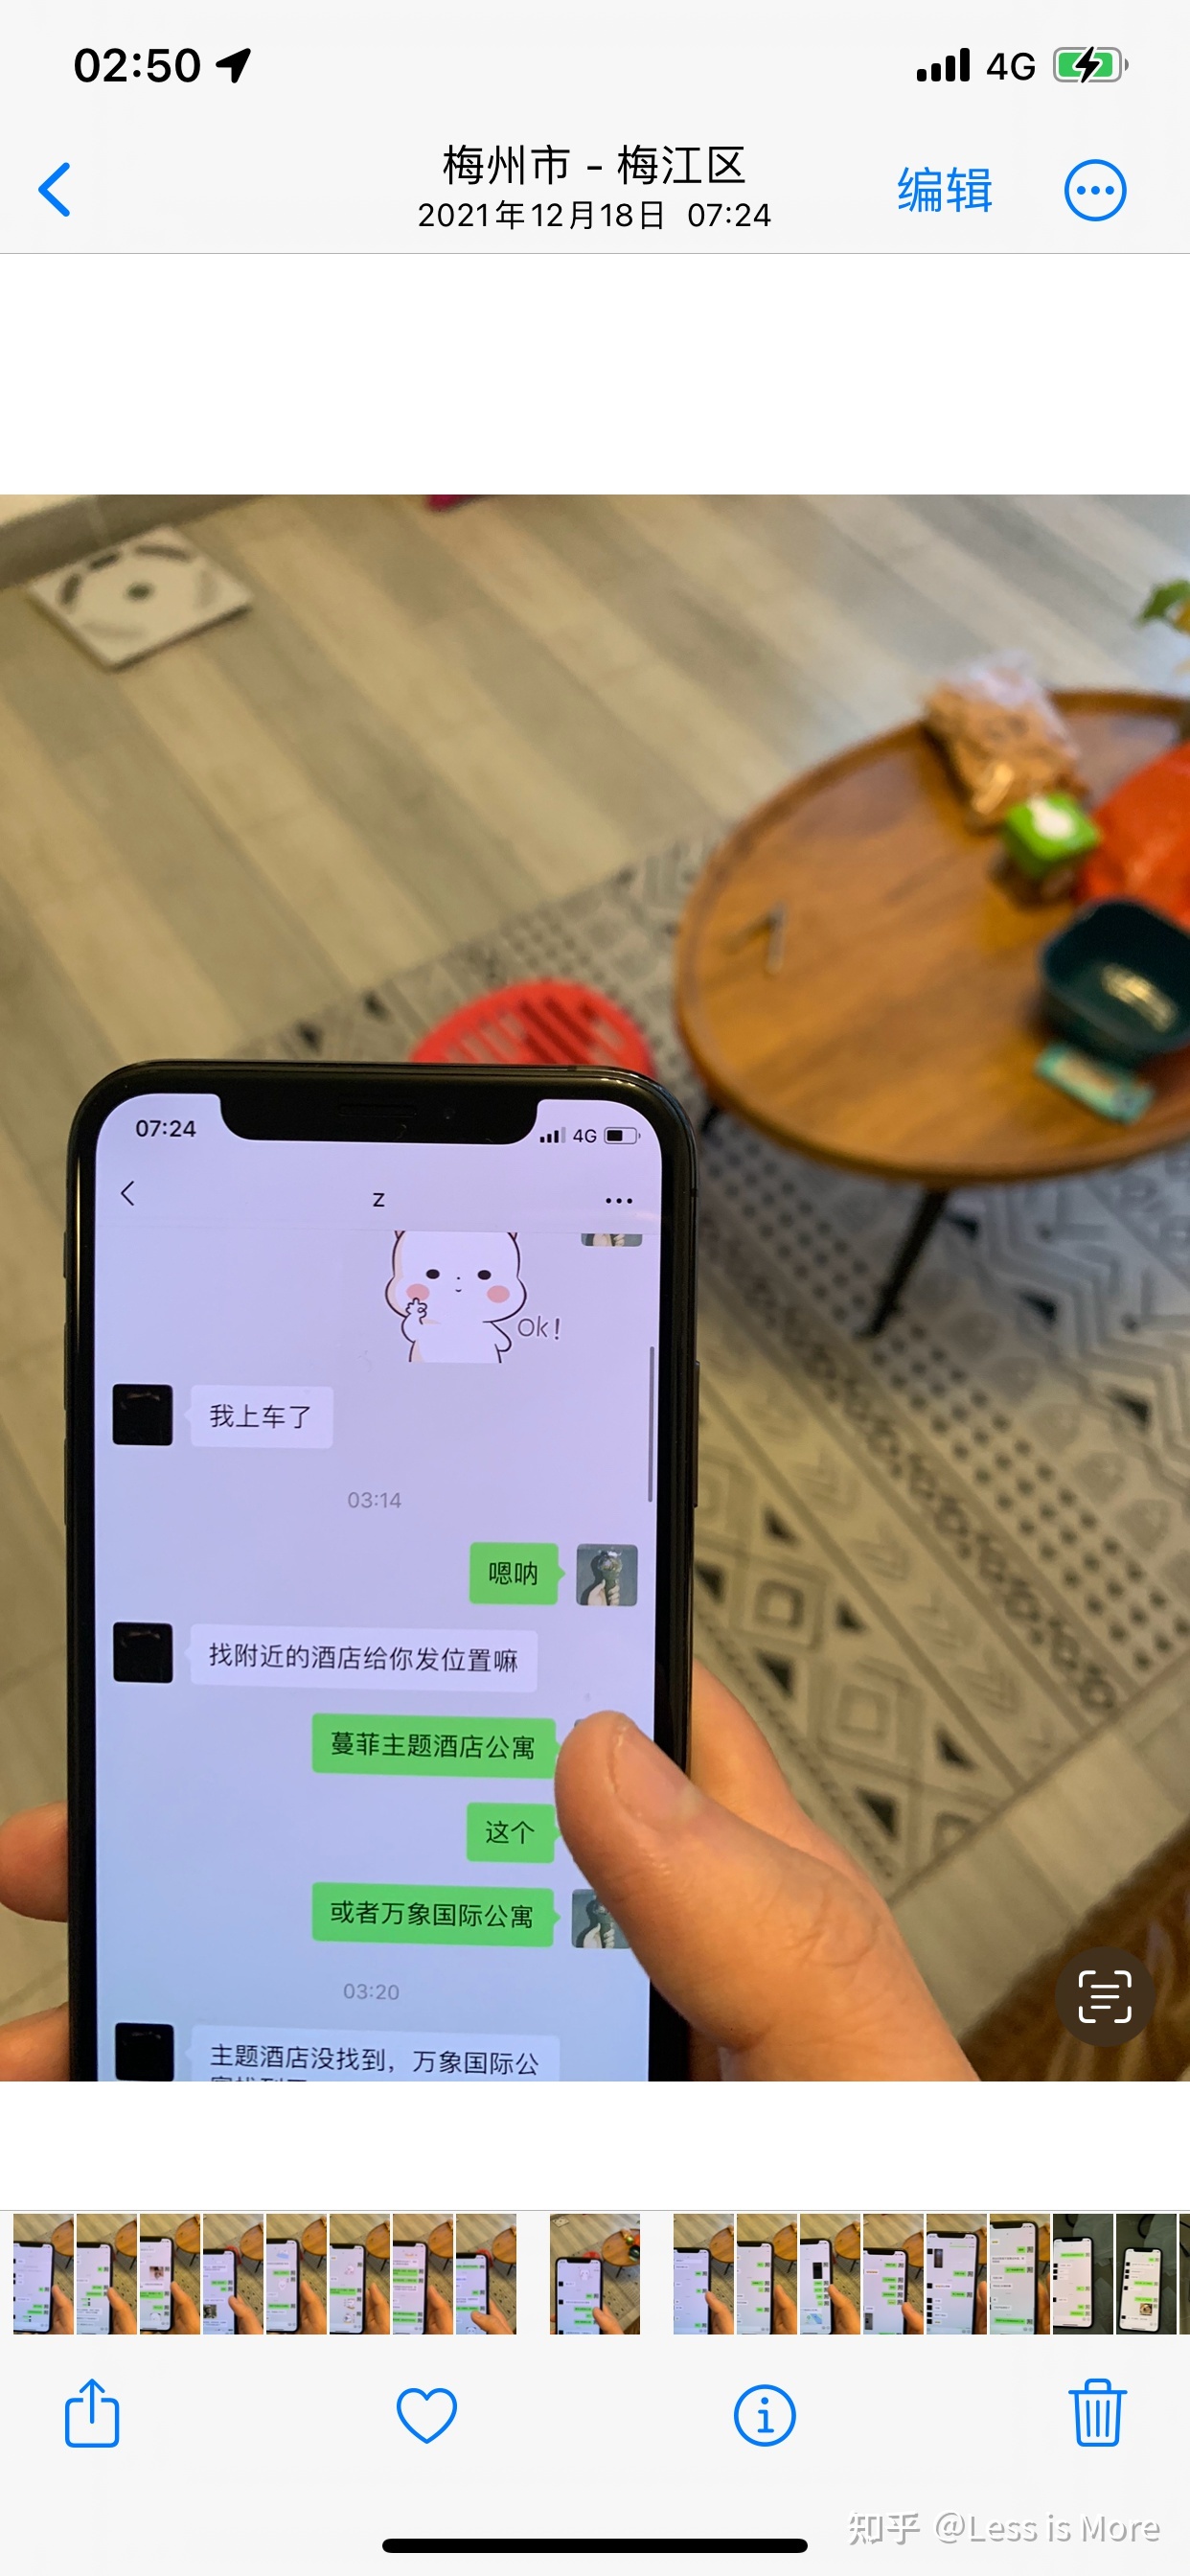 02:50
4G
梅州市 - 梅江区
2021年12月18日 07:24
编辑
07:24
4G
z
Ok!
我上车了
03:14
嗯呐
找附近的酒店给你发位置嘛
蔓菲主题酒店公寓
这个
或者万象国际公寓
03:20
主题酒店没找到，万象国际公
知乎 @Less is More